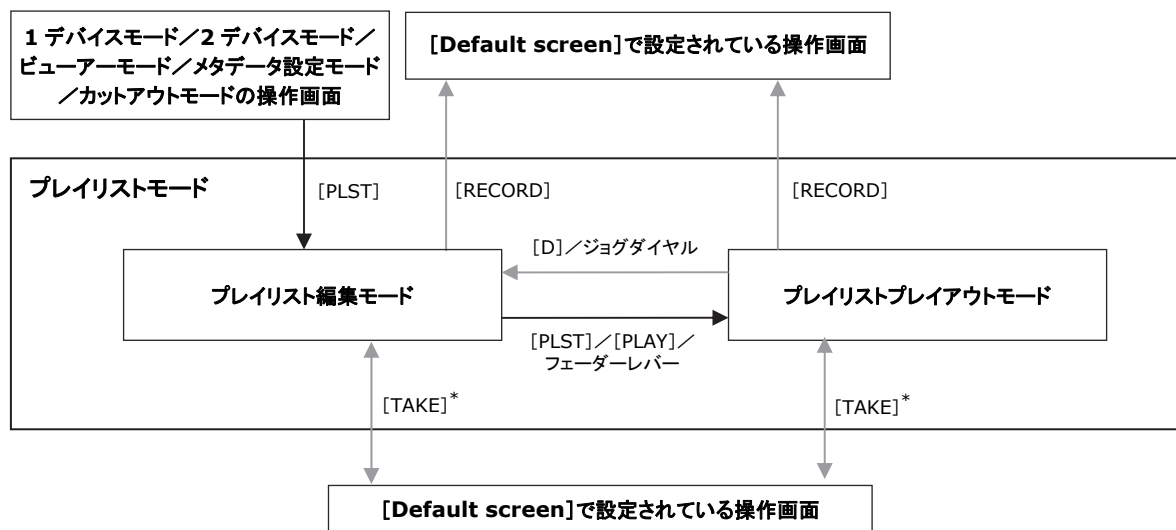 1 デバイスモード／2 デバイスモード／
ビューアーモード／メタデータ設定モード
／カットアウトモードの操作画面
[Default screen]で設定されている操作画面
プレイリストモード
[PLST]
[RECORD]
[RECORD]
[D]／ジョグダイヤル
プレイリスト編集モード
プレイリストプレイアウトモード
[PLST]／[PLAY]／
フェーダーレバー
[TAKE]*
[TAKE]*
[Default screen]で設定されている操作画面